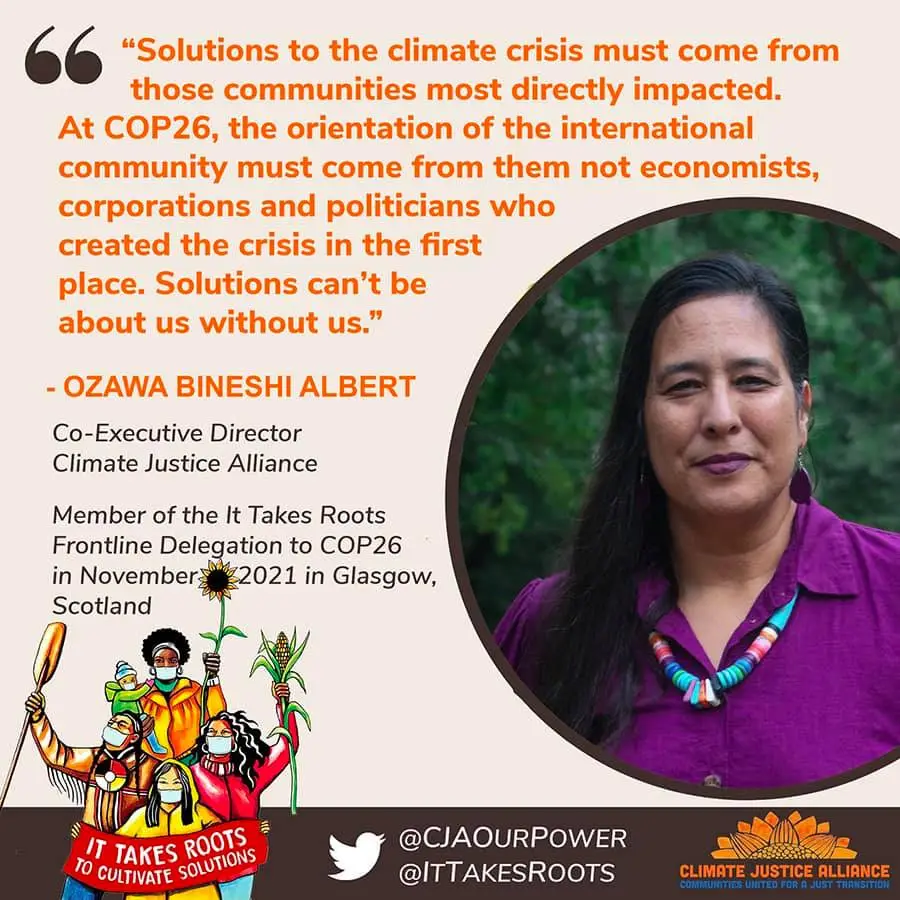 “Solutions to the climate crisis must come from
those communities most directly impacted.
At COP26, the orientation of the international
community must come from them not economists,
corporations and politicians who
created the crisis in the first
place. Solutions can’t be
about us without us.”
- OZAWA BINESHI ALBERT
Co-Executive Director
Climate Justice Alliance
Member of the It Takes Roots
Frontline Delegation to COP26
in November 2021 in Glasgow,
Scotland
IT TAKES ROOTS
TO CULTIVATE SOLUTIONS
@CJAOurPower
@ItTakesRoots
CLIMATE JUSTICE ALLIANCE
COMMUNITIES UNITED FOR A JUST TRANSITION